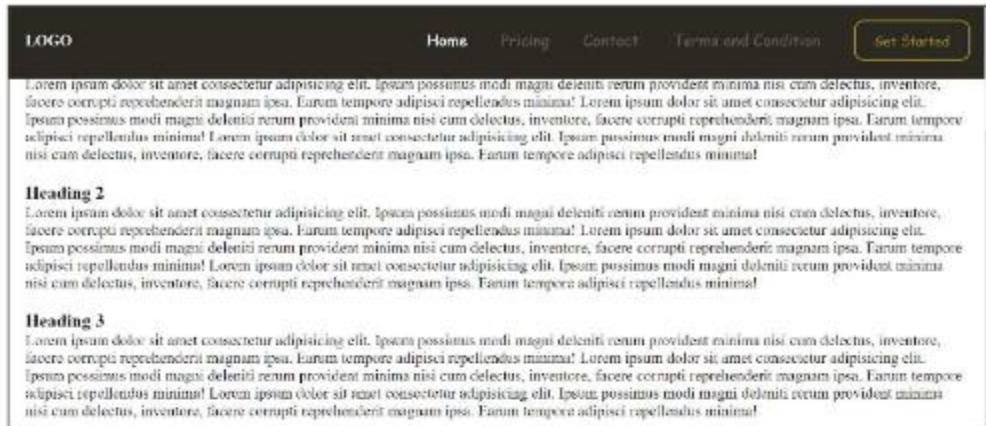 LOGO
Home Pricing Contact Terms and Condition Get Started
Lorem ipsum dolor sit amet consectetur adipisicing elit. Ipsum possimus modi magni deleniti rerum provident minima nisi cum delectus, inventore,
facere corrupti reprehenderit magnam ipsa. Earum tempore adipisci repellendus minima! Lorem ipsum dolor sit amet consectetur adipisicing elit.
Ipsum possimus modi magni deleniti rerum provident minima nisi cum delectus, inventore, facere corrupti reprehenderit magnam ipsa. Earum tempore
adipisci repellendus minima! Lorem ipsum dolor sit amet consectetur adipisicing elit. Ipsum possimus modi magni deleniti rerum provident minima
nisi cum delectus, inventore, facere corrupti reprehenderit magnam ipsa. Earum tempore adipisci repellendus minima!
Heading 2
Lorem ipsum dolor sit amet consectetur adipisicing elit. Ipsum possimus modi magni deleniti rerum provident minima nisi cum delectus, inventore,
facere corrupti reprehenderit magnam ipsa. Earum tempore adipisci repellendus minima! Lorem ipsum dolor sit amet consectetur adipisicing elit.
Ipsum possimus modi magni deleniti rerum provident minima nisi cum delectus, inventore, facere corrupti reprehenderit magnam ipsa. Earum tempore
adipisci repellendus minima! Lorem ipsum dolor sit amet consectetur adipisicing elit. Ipsum possimus modi magni deleniti rerum provident minima
nisi cum delectus, inventore, facere corrupti reprehenderit magnam ipsa. Earum tempore adipisci repellendus minima!
Heading 3
Lorem ipsum dolor sit amet consectetur adipisicing elit. Ipsum possimus modi magni deleniti rerum provident minima nisi cum delectus, inventore,
facere corrupti reprehenderit magnam ipsa. Earum tempore adipisci repellendus minima! Lorem ipsum dolor sit amet consectetur adipisicing elit.
Ipsum possimus modi magni deleniti rerum provident minima nisi cum delectus, inventore, facere corrupti reprehenderit magnam ipsa. Earum tempore
adipisci repellendus minima! Lorem ipsum dolor sit amet consectetur adipisicing elit. Ipsum possimus modi magni deleniti rerum provident minima
nisi cum delectus, inventore, facere corrupti reprehenderit magnam ipsa. Earum tempore adipisci repellendus minima!